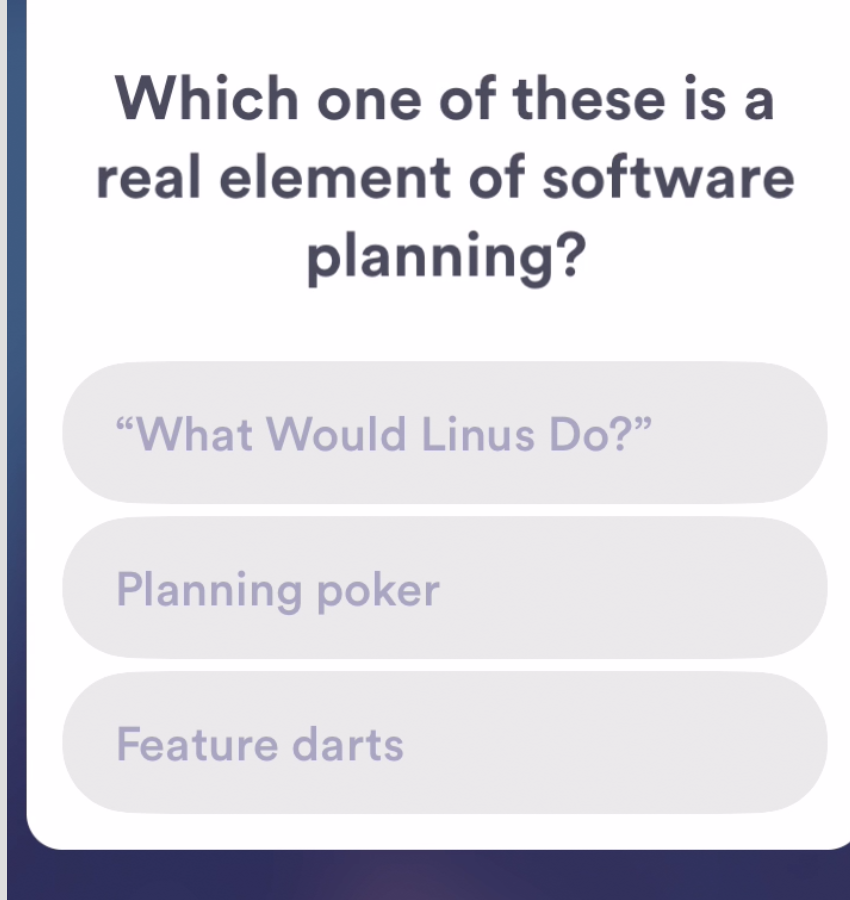 Which one of these is a
real element of software
planning?
“What Would Linus Do?”
Planning poker
Feature darts